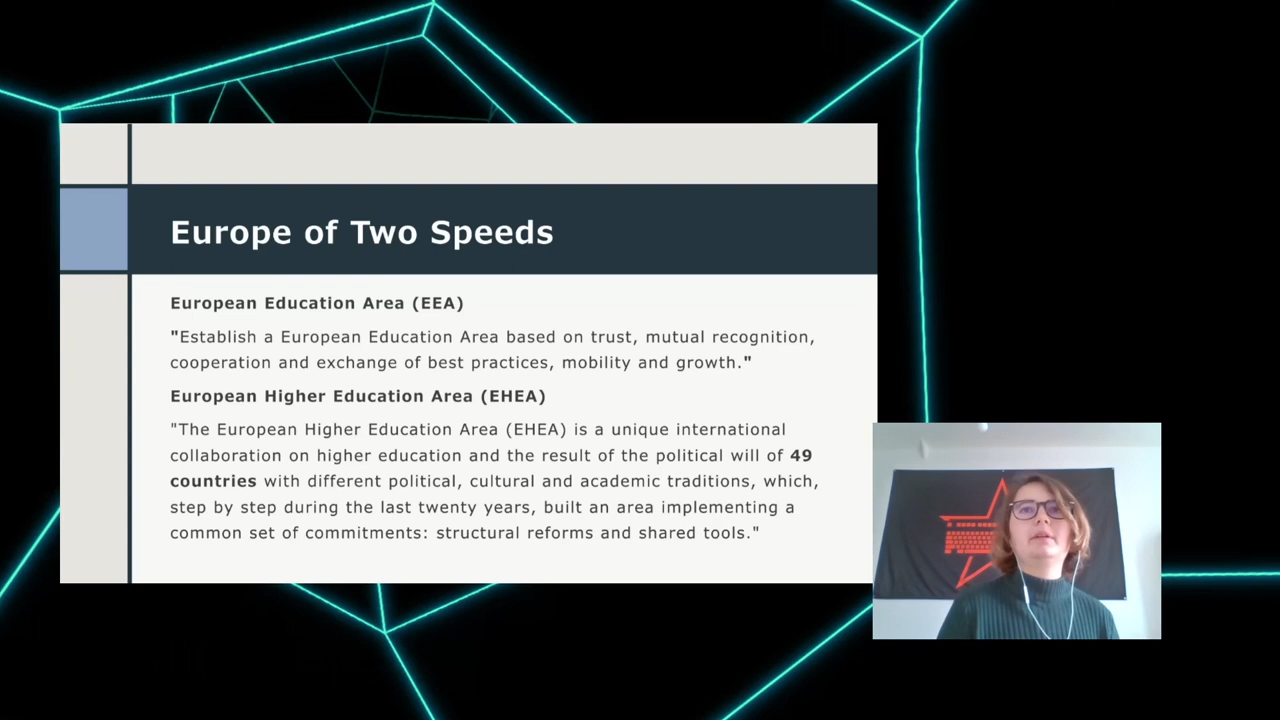 Europe of Two Speeds
European Education Area (EEA)
"Establish a European Education Area based on trust, mutual recognition,
cooperation and exchange of best practices, mobility and growth."
European Higher Education Area (EHEA)
"The European Higher Education Area (EHEA) is a unique international
collaboration on higher education and the result of the political will of 49
countries with different political, cultural and academic traditions, which,
step by step during the last twenty years, built an area implementing a
common set of commitments: structural reforms and shared tools."